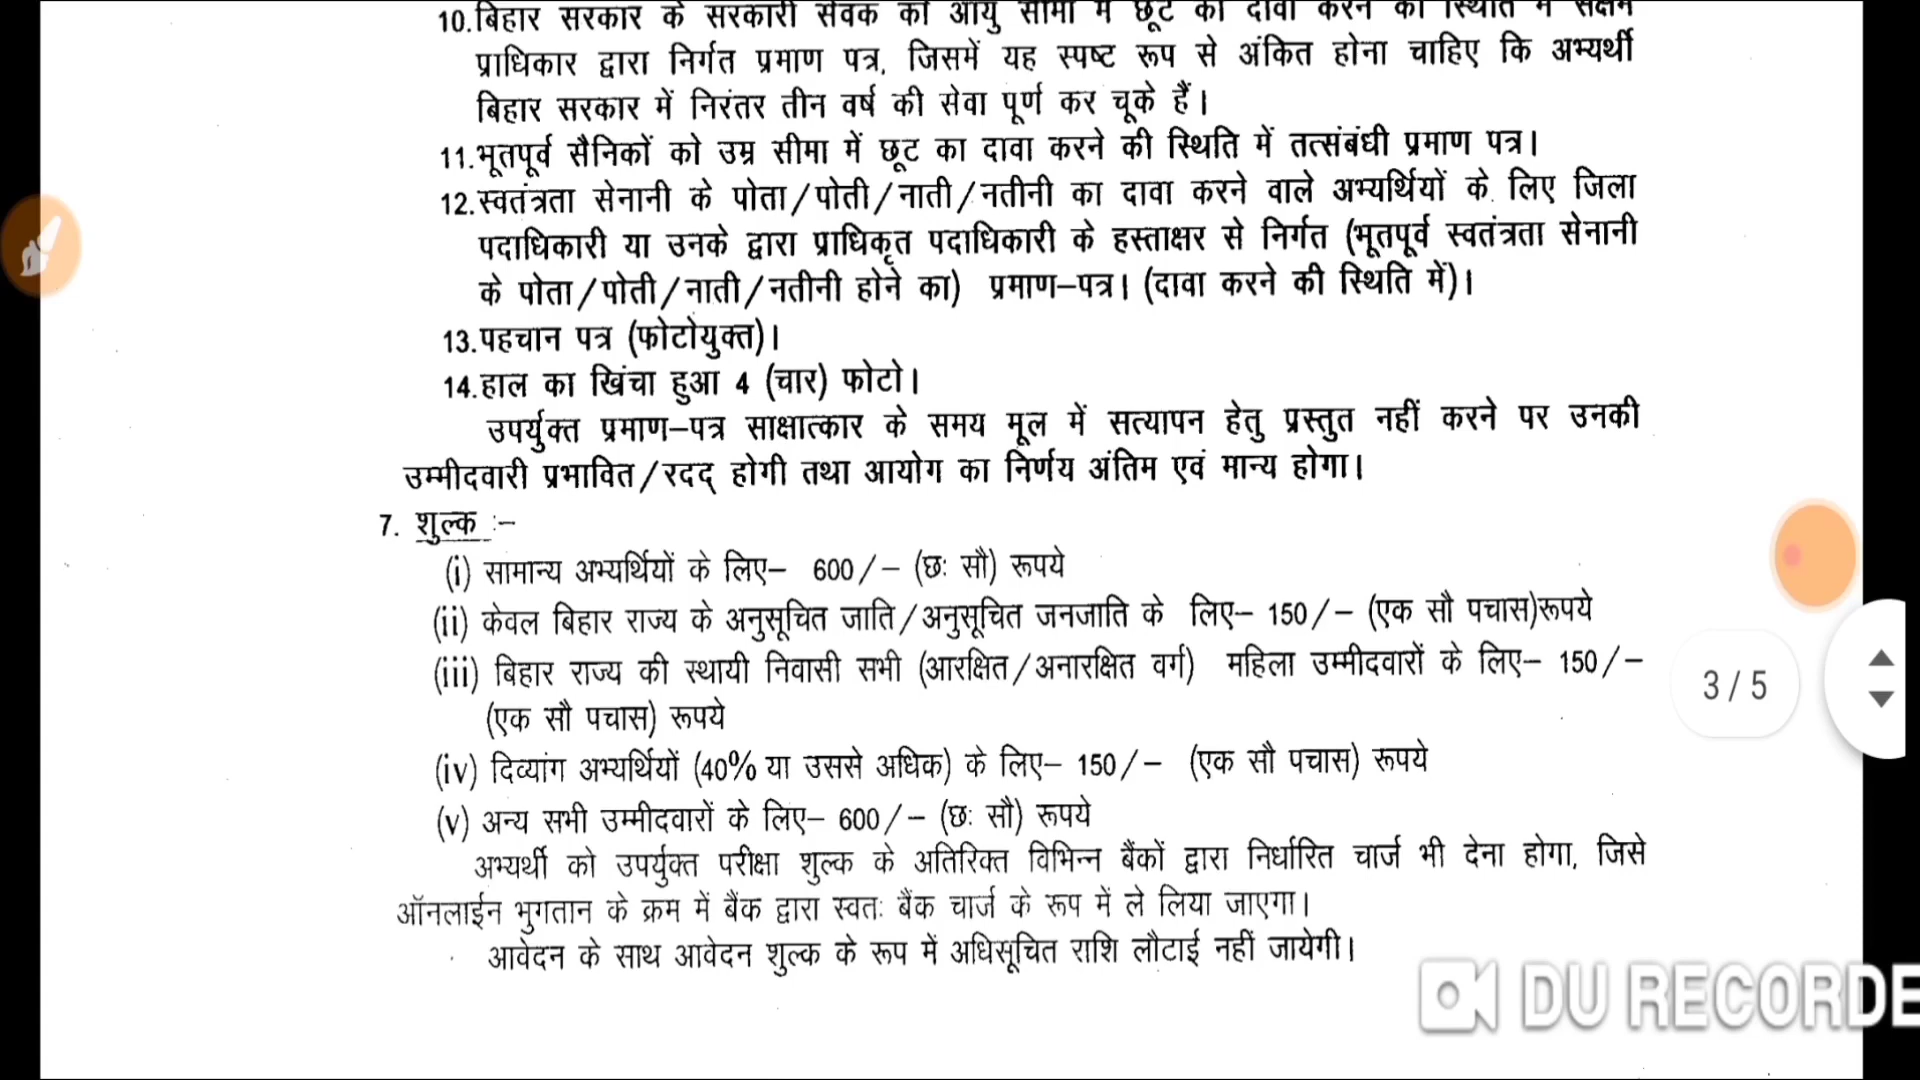 10. बिहार सरकार के सरकारी सेवक को आयु सीमा में छूट का दावा करने की स्थिति में सक्षम
प्राधिकार द्वारा निर्गत प्रमाण पत्र, जिसमें यह स्पष्ट रूप से अंकित होना चाहिए कि अभ्यर्थी
बिहार सरकार में निरंतर तीन वर्ष की सेवा पूर्ण कर चूके हैं।
11. भूतपूर्व सैनिकों को उम्र सीमा में छूट का दावा करने की स्थिति में तत्संबंधी प्रमाण पत्र।
12. स्वतंत्रता सेनानी के पोता/पोती/नाती/नतीनी का दावा करने वाले अभ्यर्थियों के लिए जिला
पदाधिकारी या उनके द्वारा प्राधिकृत पदाधिकारी के हस्ताक्षर से निर्गत (भूतपूर्व स्वतंत्रता सेनानी
के पोता/पोती/नाती/नतीनी होने का) प्रमाण–पत्र। (दावा करने की स्थिति में)।
13. पहचान पत्र (फोटोयुक्त)।
14. हाल का खिंचा हुआ 4 (चार) फोटो।
उपर्युक्त प्रमाण–पत्र साक्षात्कार के समय मूल में सत्यापन हेतु प्रस्तुत नहीं करने पर उनकी
उम्मीदवारी प्रभावित/रदद् होगी तथा आयोग का निर्णय अंतिम एवं मान्य होगा।
7. शुल्क :–
(i) सामान्य अभ्यर्थियों के लिए– 600/– (छः सौ) रूपये
(ii) केवल बिहार राज्य के अनुसूचित जाति/अनुसूचित जनजाति के लिए– 150/– (एक सौ पचास)रूपये
(iii) बिहार राज्य की स्थायी निवासी सभी (आरक्षित/अनारक्षित वर्ग) महिला उम्मीदवारों के लिए– 150/–
(एक सौ पचास) रूपये
3 / 5
(iv) दिव्यांग अभ्यर्थियों (40% या उससे अधिक) के लिए– 150/– (एक सौ पचास) रूपये
(v) अन्य सभी उम्मीदवारों के लिए– 600/– (छः सौ) रूपये
अभ्यर्थी को उपर्युक्त परीक्षा शुल्क के अतिरिक्त विभिन्न बैंकों द्वारा निर्धारित चार्ज भी देना होगा, जिसे
ऑनलाईन भुगतान के क्रम में बैंक द्वारा स्वतः बैंक चार्ज के रूप में ले लिया जाएगा।
आवेदन के साथ आवेदन शुल्क के रूप में अधिसूचित राशि लौटाई नहीं जायेगी।
DU RECORDE